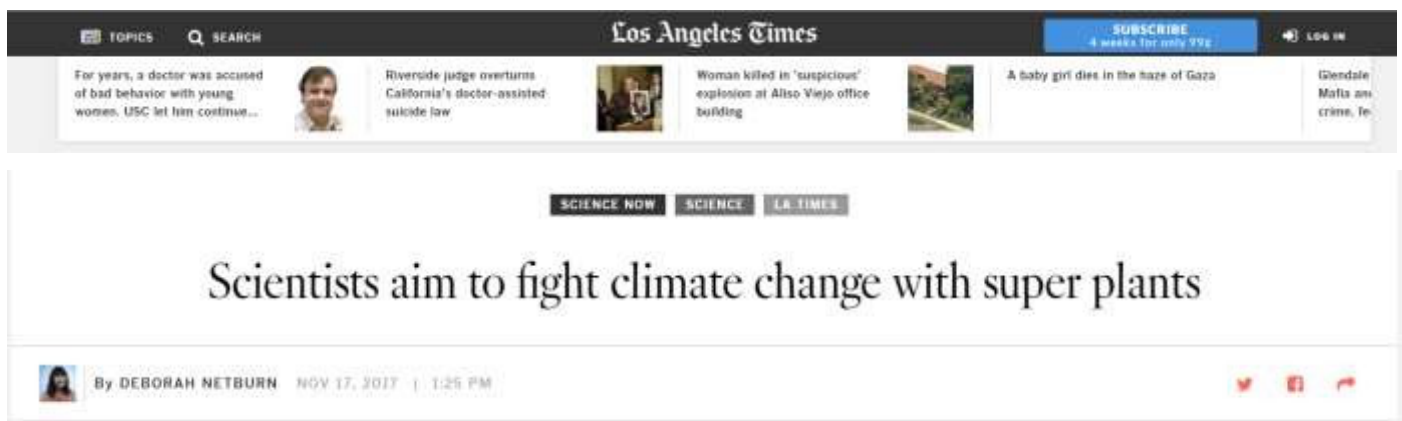 TOPICS SEARCH Los Angeles Times SUBSCRIBE LOG IN
4 weeks for only 99¢
For years, a doctor was accused
of bad behavior with young
women. USC let him continue...
Riverside judge overturns
California's doctor-assisted
suicide law
Woman killed in 'suspicious'
explosion at Aliso Viejo office
building
A baby girl dies in the haze of Gaza
Glendale
Mafia an
crime, fe
SCIENCE NOW SCIENCE LA TIMES
Scientists aim to fight climate change with super plants
By DEBORAH NETBURN NOV 17, 2017 | 1:25 PM